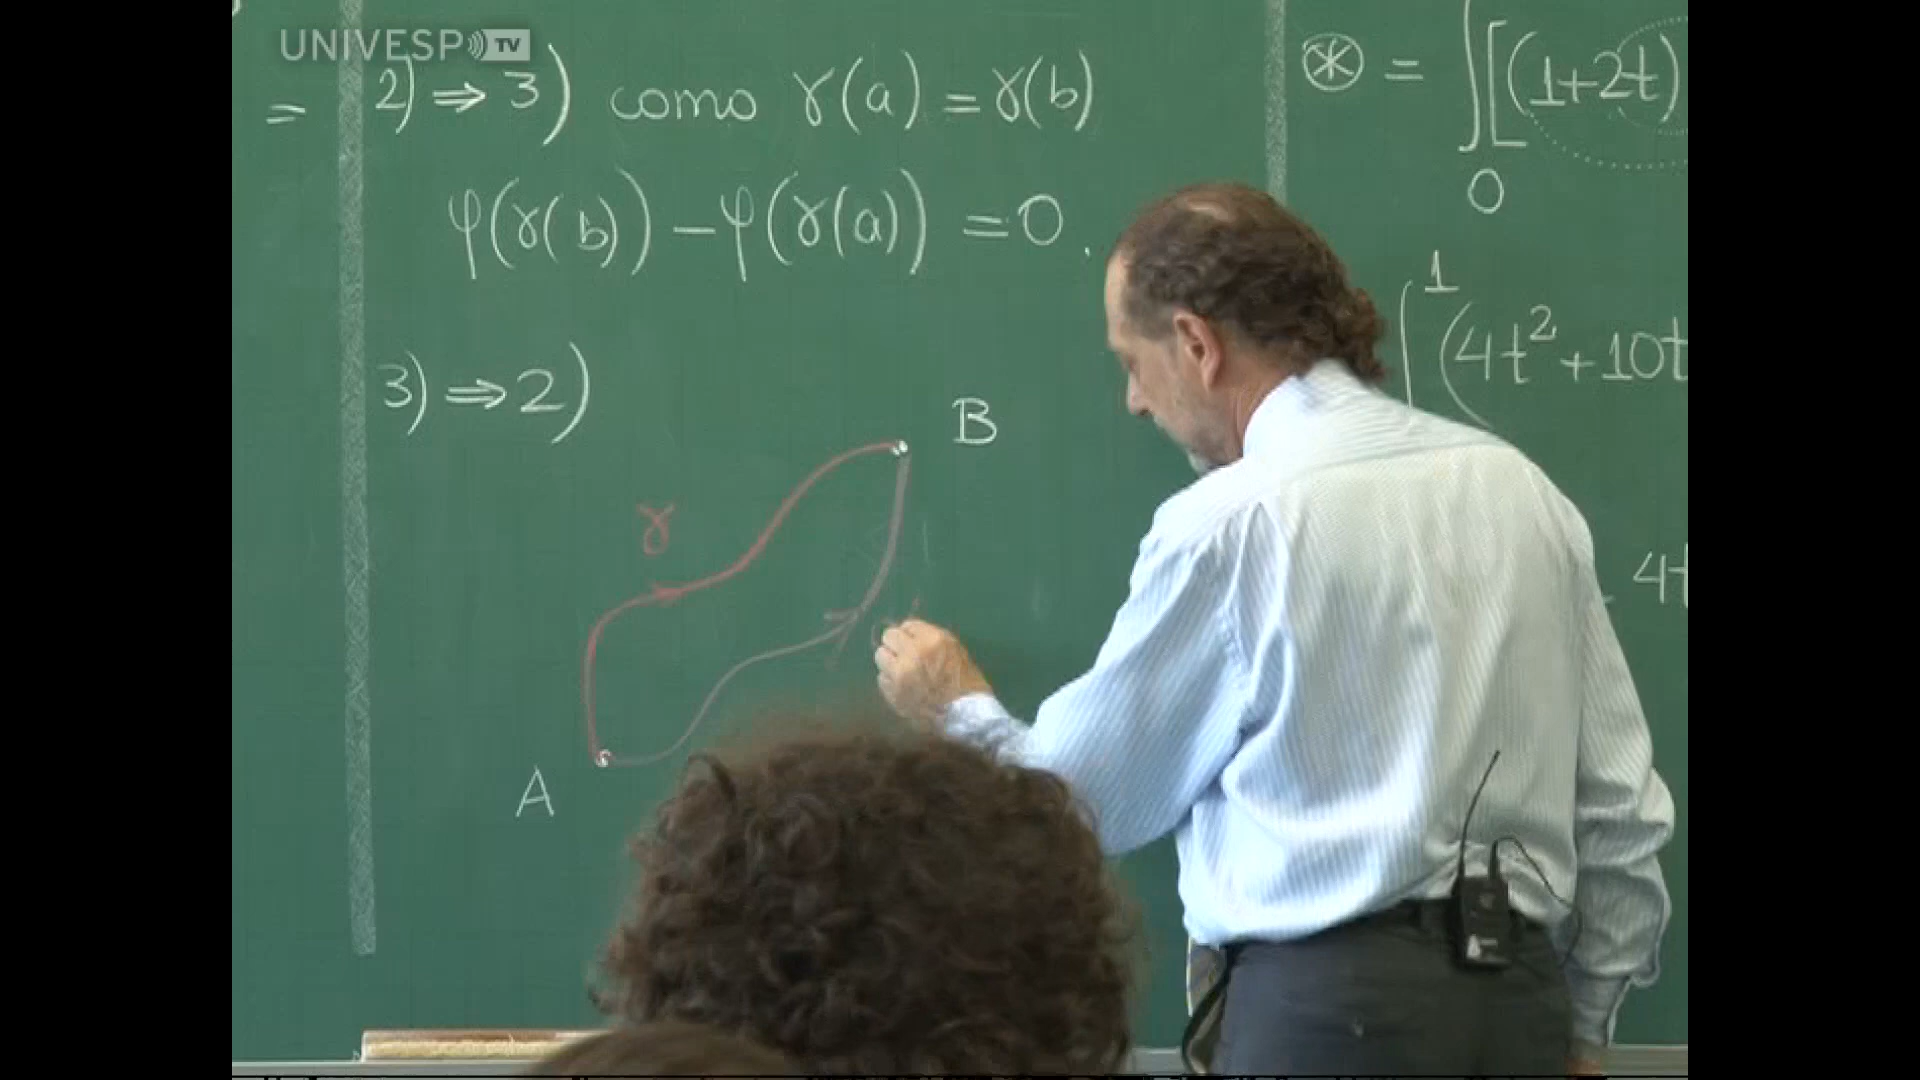 UNIVESP TV
= 2) ⇒ 3) como γ(a) = γ(b)
φ(γ(b)) − φ(γ(a)) = 0.
3) ⇒ 2)
B
γ
A
⊛ = ∫ [(1+2t)
0
1
∫ (4t² + 10t
4t